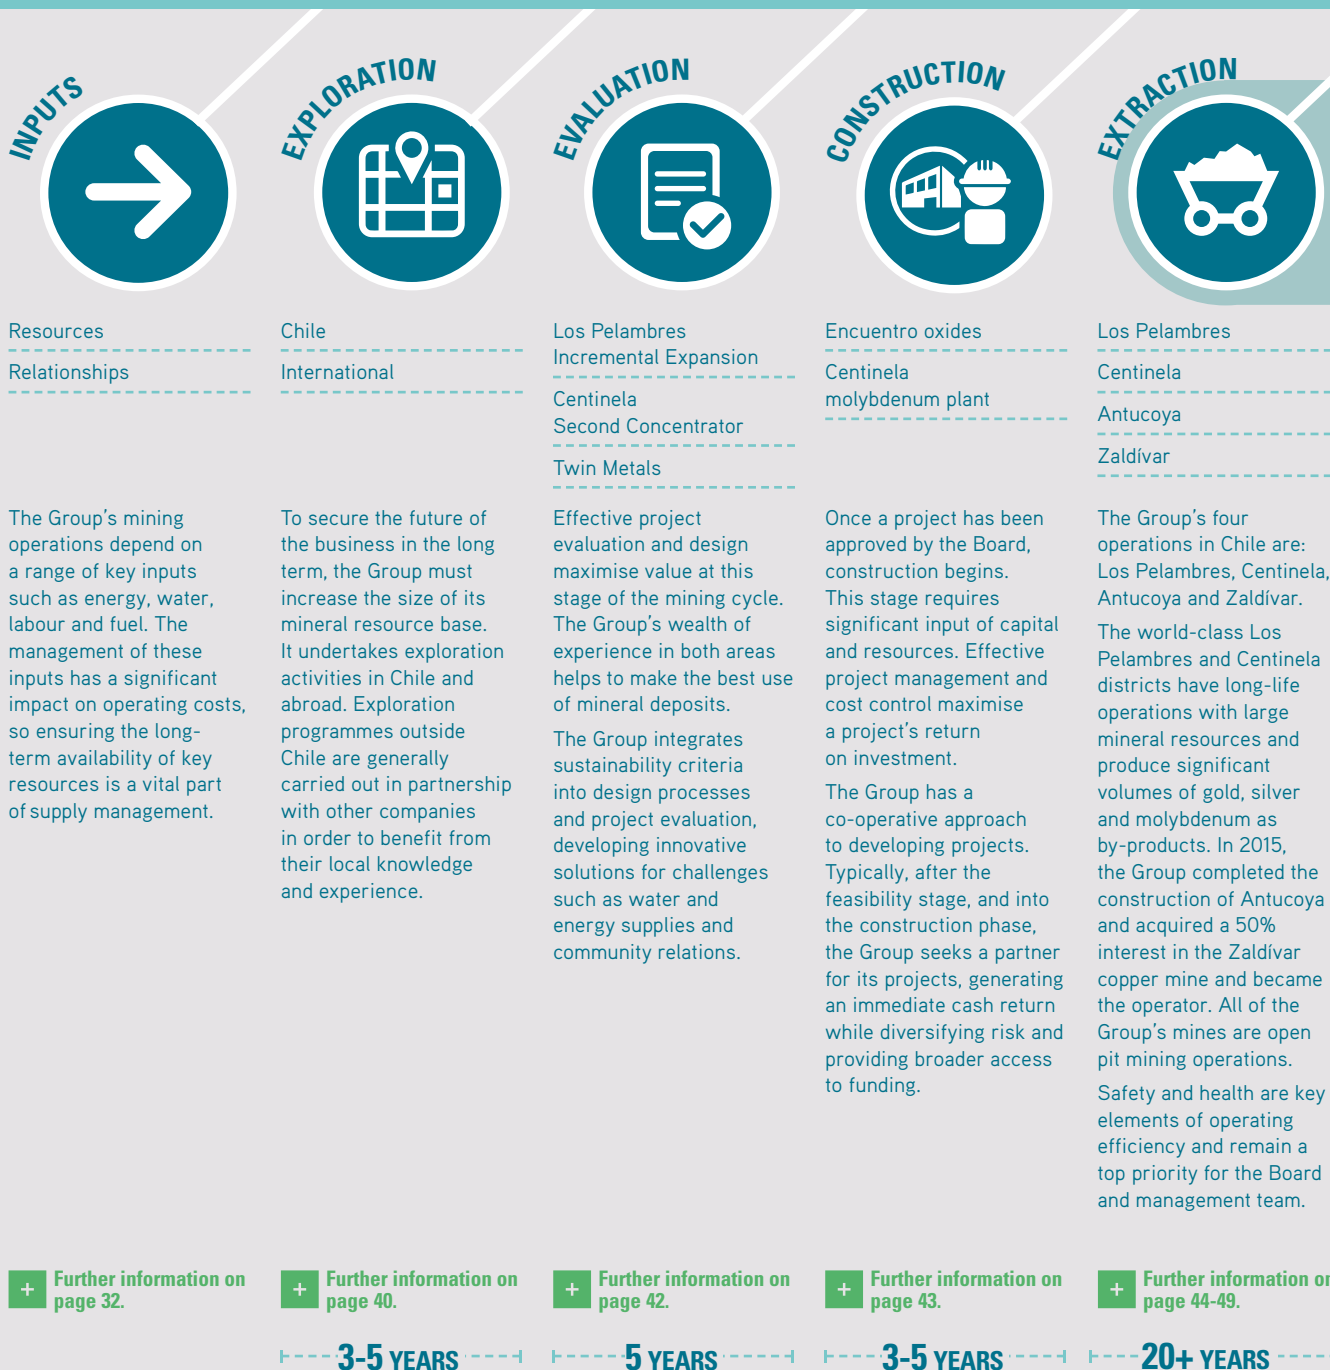 INPUTS
Resources
Relationships
The Group's mining
operations depend on
a range of key inputs
such as energy, water,
labour and fuel. The
management of these
inputs has a significant
impact on operating costs,
so ensuring the long-
term availability of key
resources is a vital part
of supply management.
+ Further information on
page 32.
EXPLORATION
Chile
International
To secure the future of
the business in the long
term, the Group must
increase the size of its
mineral resource base.
It undertakes exploration
activities in Chile and
abroad. Exploration
programmes outside
Chile are generally
carried out in partnership
with other companies
in order to benefit from
their local knowledge
and experience.
+ Further information on
page 40.
3-5 YEARS
EVALUATION
Los Pelambres
Incremental Expansion
Centinela
Second Concentrator
Twin Metals
Effective project
evaluation and design
maximise value at this
stage of the mining cycle.
The Group's wealth of
experience in both areas
helps to make the best use
of mineral deposits.
The Group integrates
sustainability criteria
into design processes
and project evaluation,
developing innovative
solutions for challenges
such as water and
energy supplies and
community relations.
+ Further information on
page 42.
5 YEARS
CONSTRUCTION
Encuentro oxides
Centinela
molybdenum plant
Once a project has been
approved by the Board,
construction begins.
This stage requires
significant input of capital
and resources. Effective
project management and
cost control maximise
a project's return
on investment.
The Group has a
co-operative approach
to developing projects.
Typically, after the
feasibility stage, and into
the construction phase,
the Group seeks a partner
for its projects, generating
an immediate cash return
while diversifying risk and
providing broader access
to funding.
+ Further information on
page 43.
3-5 YEARS
EXTRACTION
Los Pelambres
Centinela
Antucoya
Zaldívar
The Group's four
operations in Chile are:
Los Pelambres, Centinela,
Antucoya and Zaldívar.
The world-class Los
Pelambres and Centinela
districts have long-life
operations with large
mineral resources and
produce significant
volumes of gold, silver
and molybdenum as
by-products. In 2015,
the Group completed the
construction of Antucoya
and acquired a 50%
interest in the Zaldívar
copper mine and became
the operator. All of the
Group's mines are open
pit mining operations.
Safety and health are key
elements of operating
efficiency and remain a
top priority for the Board
and management team.
+ Further information on
page 44-49.
20+ YEARS